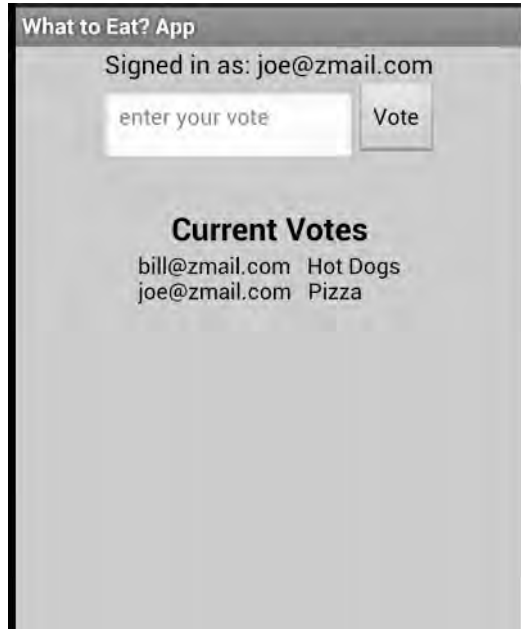 What to Eat? App
Signed in as: joe@zmail.com
enter your vote Vote
Current Votes
bill@zmail.com Hot Dogs
joe@zmail.com Pizza